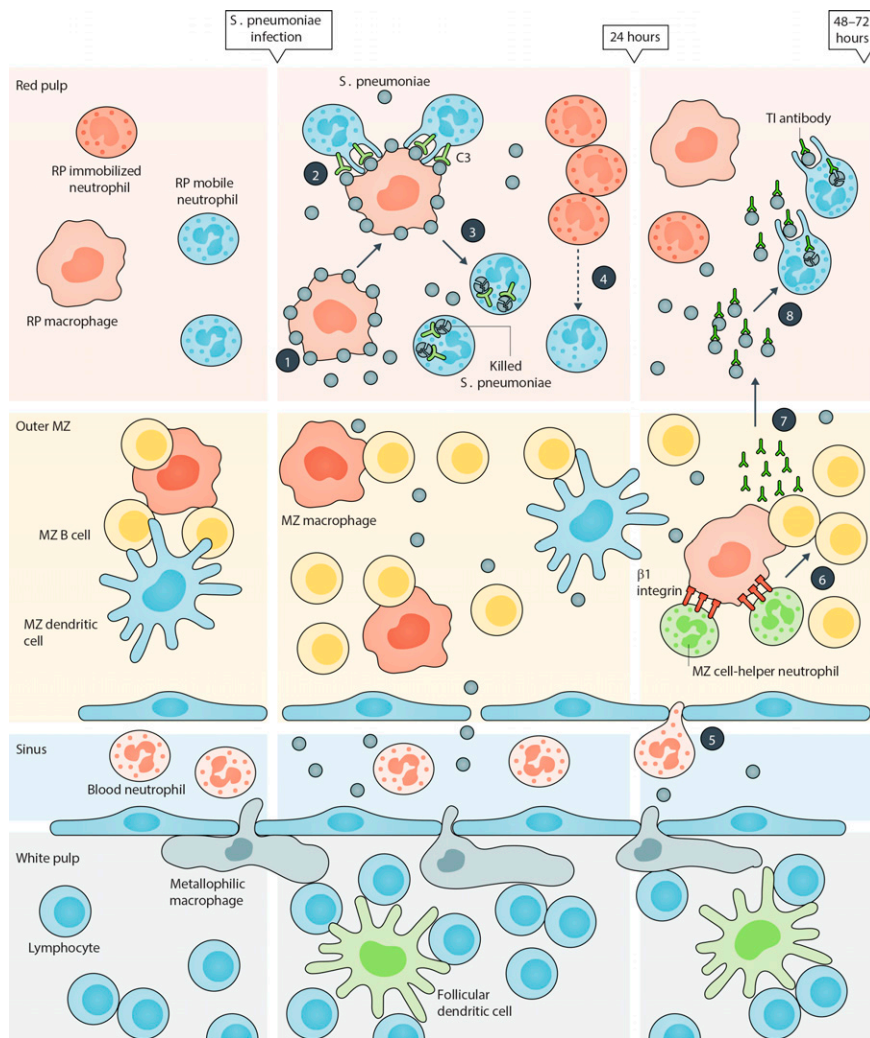 S. pneumoniae
infection
24 hours
48–72
hours
Red pulp
RP immobilized
neutrophil
RP mobile
neutrophil
RP macrophage
S. pneumoniae
2
C3
3
1
4
Killed
S. pneumoniae
TI antibody
8
7
Outer MZ
MZ B cell
MZ dendritic
cell
MZ macrophage
β1
integrin
6
MZ cell-helper neutrophil
5
Sinus
Blood neutrophil
White pulp
Metallophilic
macrophage
Lymphocyte
Follicular
dendritic cell